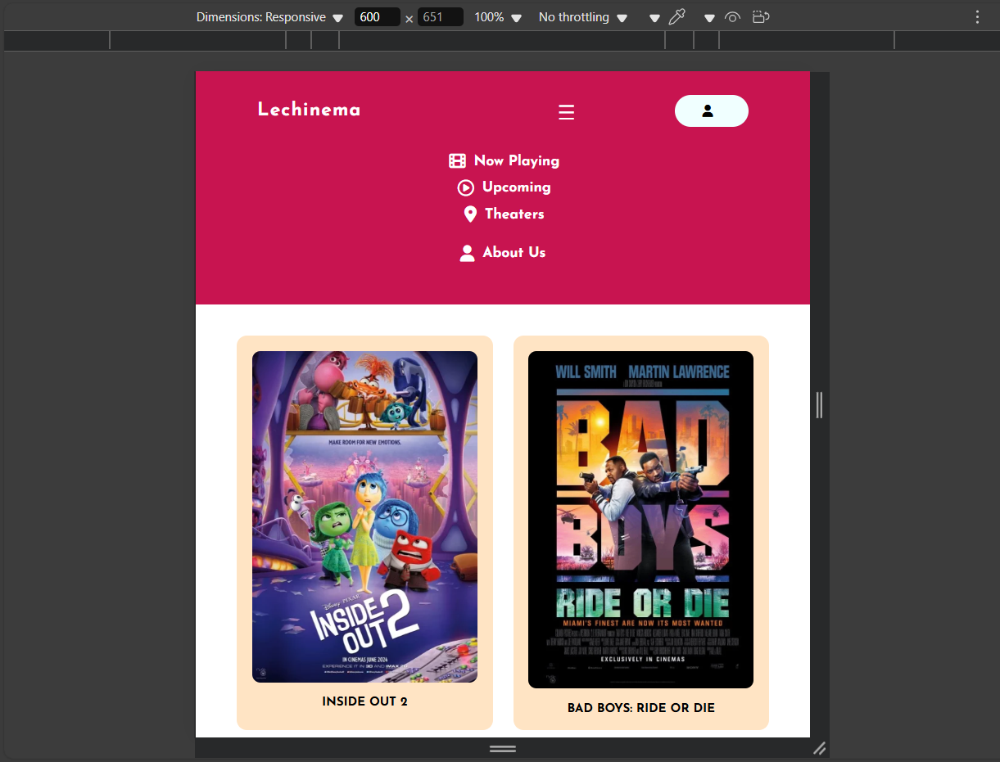 Dimensions: Responsive 600 × 651 100% No throttling
Lechinema
Now Playing
Upcoming
Theaters
About Us
MAKE ROOM FOR NEW EMOTIONS.
Disney PIXAR
INSIDE
OUT 2
IN CINEMAS JUNE 2024
EXPERIENCE IT IN 3D AND IMAX 3D
INSIDE OUT 2
WILL SMITH MARTIN LAWRENCE
BAD
BOYS
RIDE OR DIE
MIAMI'S FINEST ARE NOW ITS MOST WANTED
EXCLUSIVELY IN CINEMAS
BAD BOYS: RIDE OR DIE